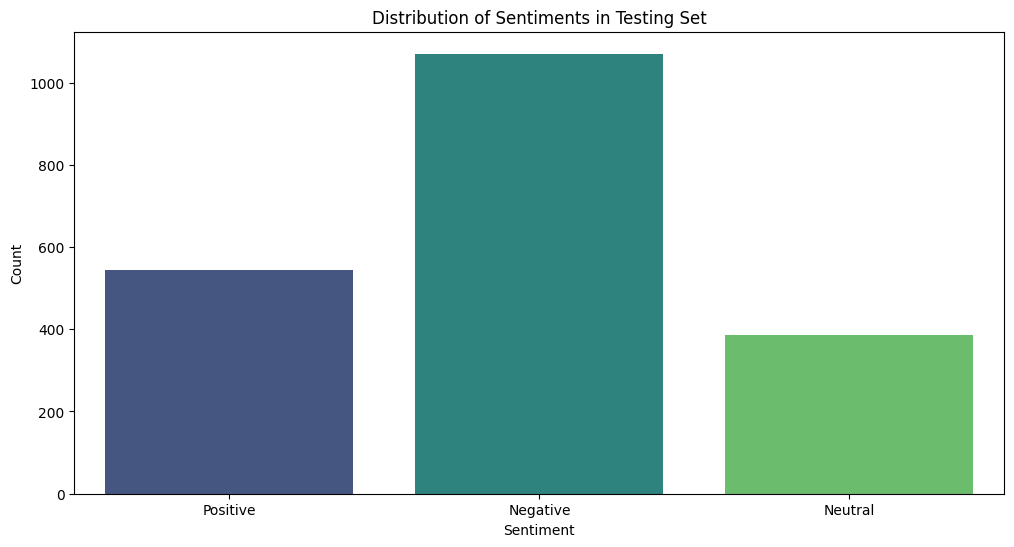 Distribution of Sentiments in Testing Set
1000
800
600
400
200
0
Count
Positive
Negative
Neutral
Sentiment